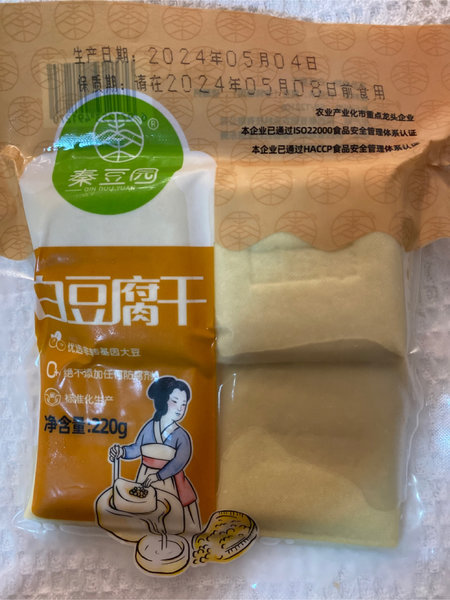 生产日期：2024年05月04日
保质期：请在2024年05月08日前食用
农业产业化市重点龙头企业
本企业已通过ISO22000食品安全管理体系认证
本企业已通过HACCP食品安全管理体系认证
®
秦豆园
QIN DOU YUAN
白豆腐干
优选非转基因大豆
0% 绝不添加任何防腐剂
标准化生产
净含量:220g